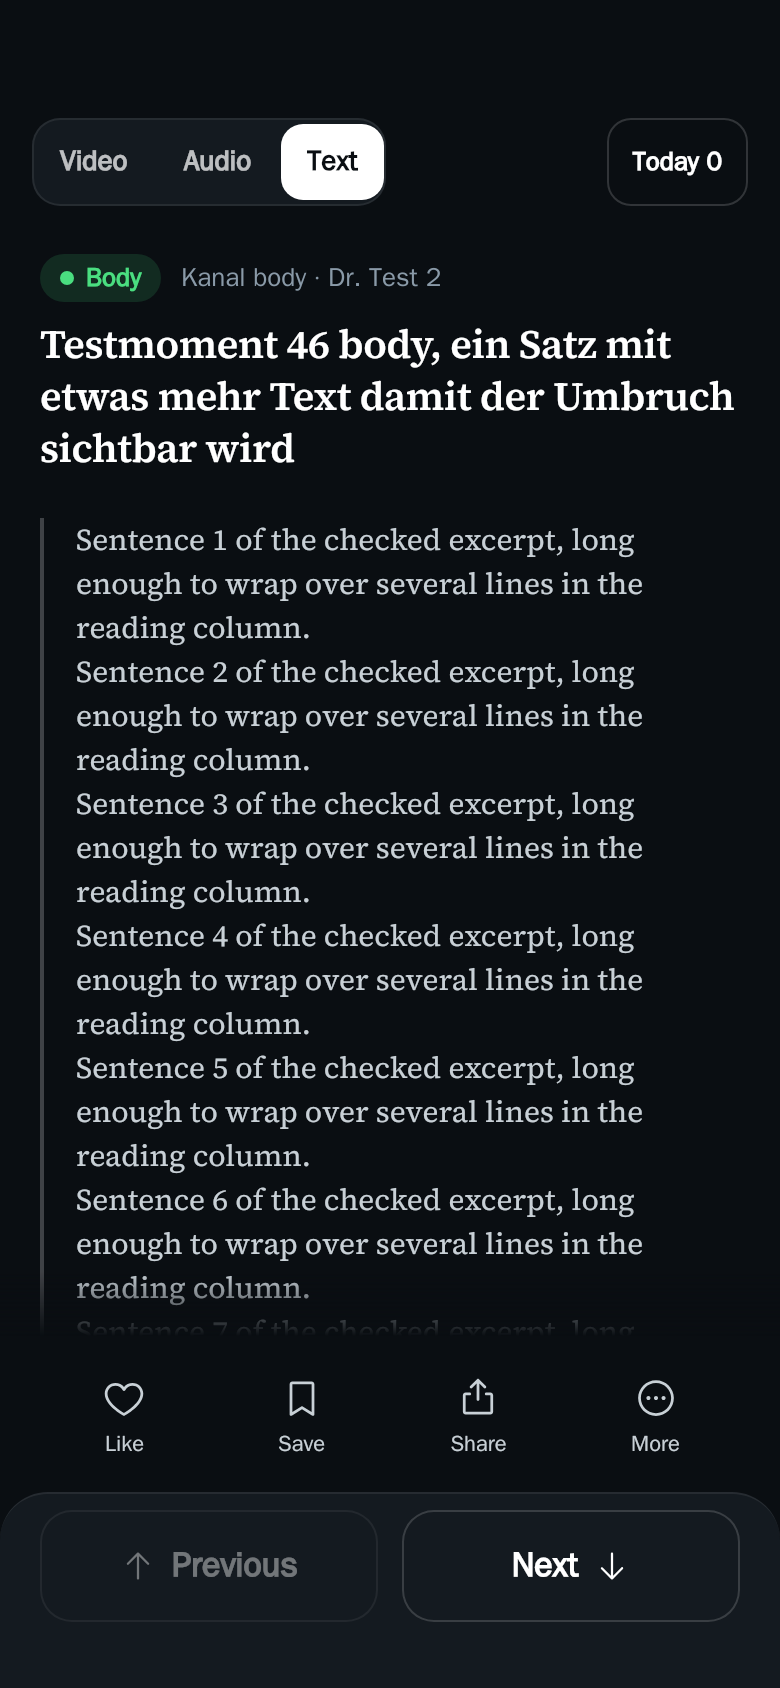 Video Audio Text Today 0
Body Kanal body · Dr. Test 2
Testmoment 46 body, ein Satz mit
etwas mehr Text damit der Umbruch
sichtbar wird
Sentence 1 of the checked excerpt, long
enough to wrap over several lines in the
reading column.
Sentence 2 of the checked excerpt, long
enough to wrap over several lines in the
reading column.
Sentence 3 of the checked excerpt, long
enough to wrap over several lines in the
reading column.
Sentence 4 of the checked excerpt, long
enough to wrap over several lines in the
reading column.
Sentence 5 of the checked excerpt, long
enough to wrap over several lines in the
reading column.
Sentence 6 of the checked excerpt, long
enough to wrap over several lines in the
reading column.
Sentence 7 of the checked excerpt, long
Like Save Share More
Previous Next